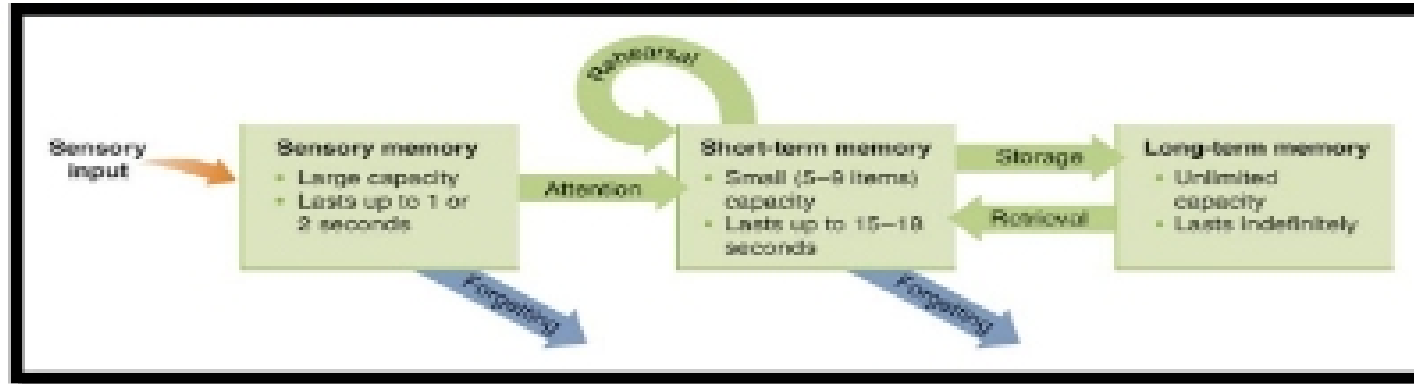 Rehearsal
Sensory
input
Sensory memory
• Large capacity
• Lasts up to 1 or
2 seconds
Attention
Short-term memory
• Small (5–9 items)
capacity
• Lasts up to 15–18
seconds
Storage
Retrieval
Long-term memory
• Unlimited
capacity
• Lasts indefinitely
Forgetting
Forgetting